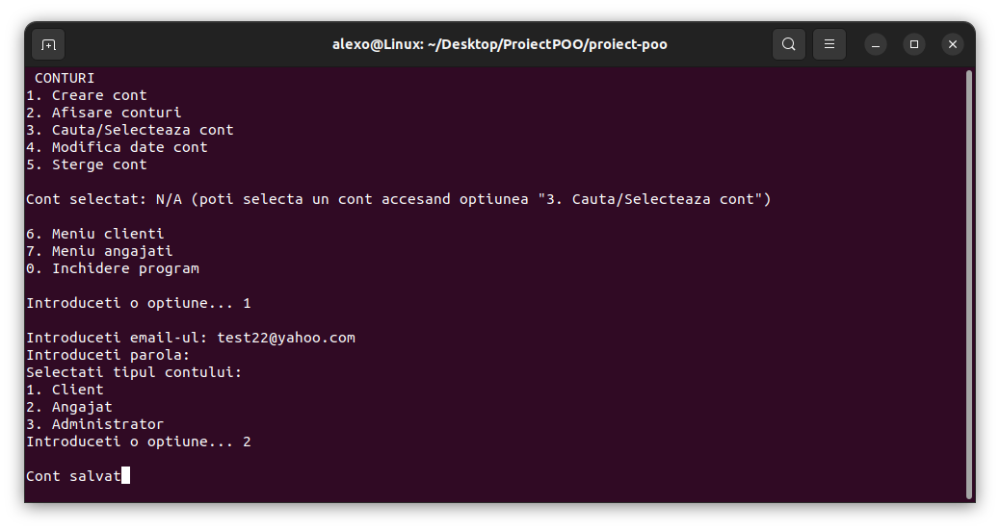 alexo@Linux: ~/Desktop/ProiectPOO/proiect-poo
CONTURI
1. Creare cont
2. Afisare conturi
3. Cauta/Selecteaza cont
4. Modifica date cont
5. Sterge cont
Cont selectat: N/A (poti selecta un cont accesand optiunea "3. Cauta/Selecteaza cont")
6. Meniu clienti
7. Meniu angajati
0. Inchidere program
Introduceti o optiune... 1
Introduceti email-ul: test22@yahoo.com
Introduceti parola:
Selectati tipul contului:
1. Client
2. Angajat
3. Administrator
Introduceti o optiune... 2
Cont salvat